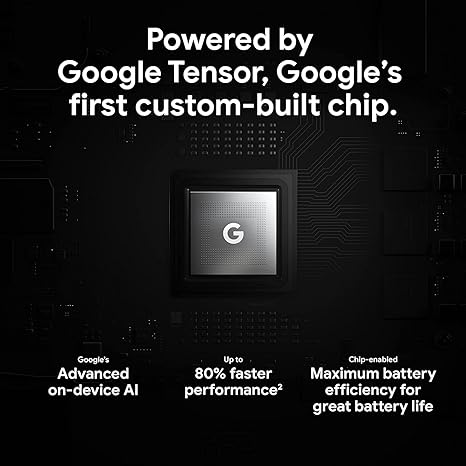 Powered by
Google Tensor, Google’s
first custom-built chip.
G
Google's
Advanced
on-device AI
Up to
80% faster
performance²
Chip-enabled
Maximum battery
efficiency for
great battery life